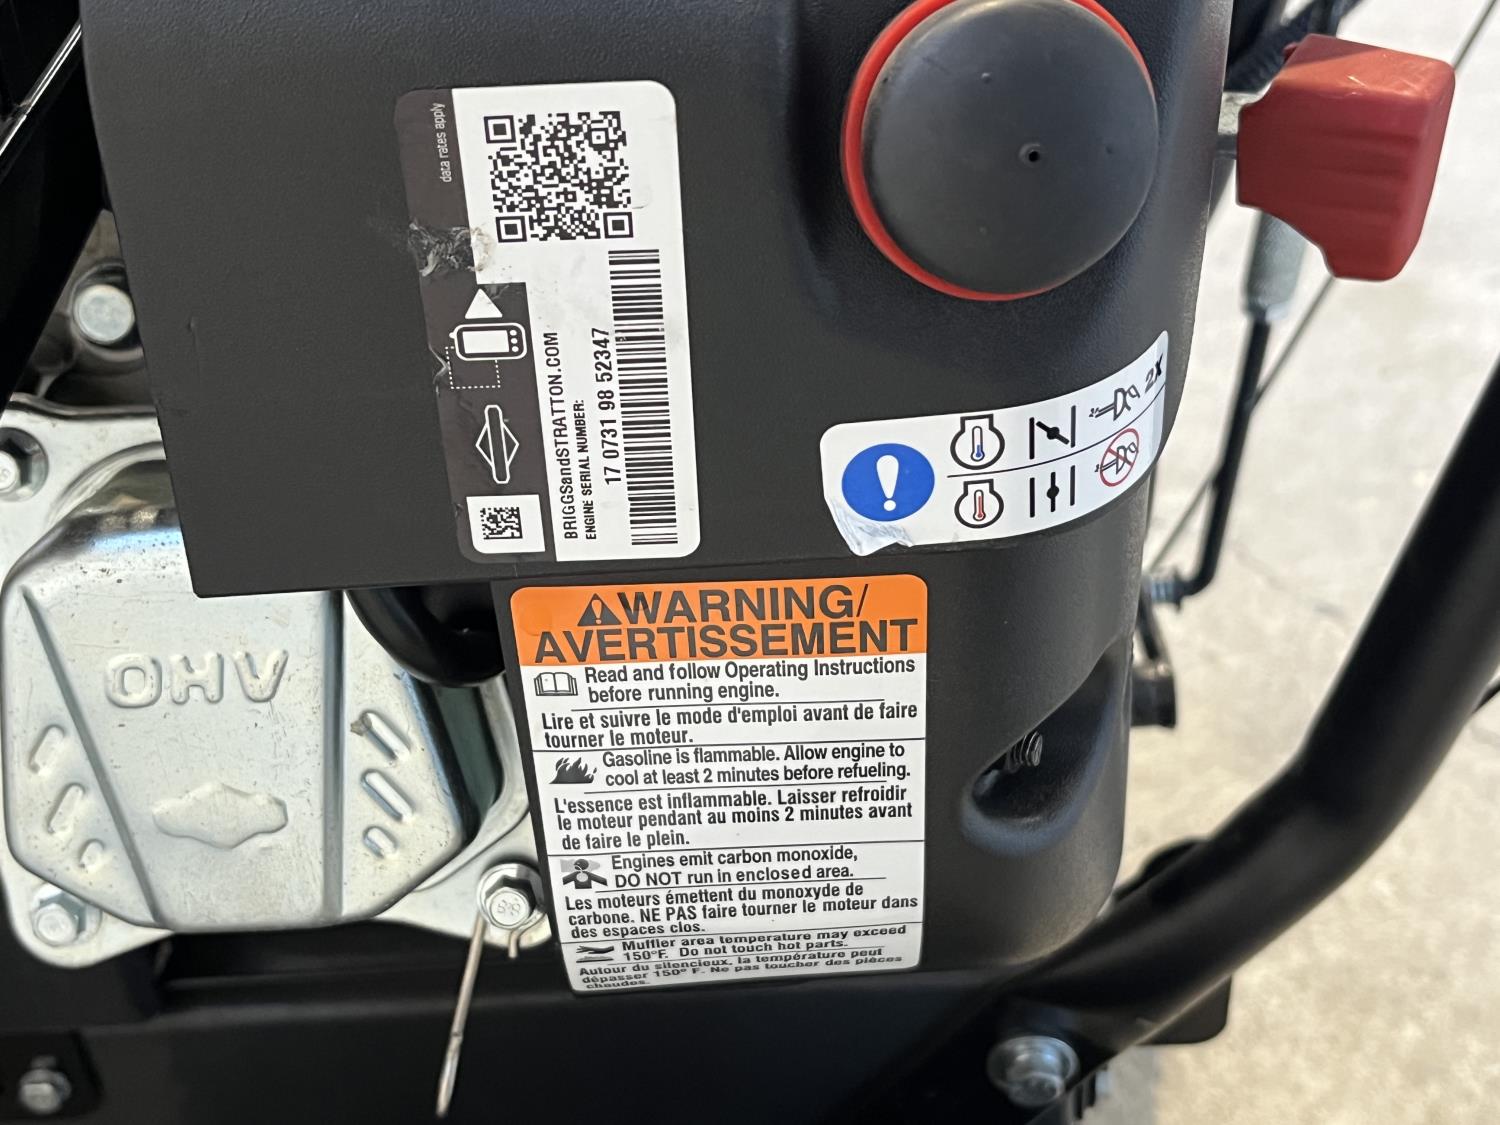 data rates apply
BRIGGSandSTRATTON.COM
ENGINE SERIAL NUMBER:
17 0731 98 52347
2X
OHV
WARNING/
AVERTISSEMENT
Read and follow Operating Instructions
before running engine.
Lire et suivre le mode d'emploi avant de faire
tourner le moteur.
Gasoline is flammable. Allow engine to
cool at least 2 minutes before refueling.
L'essence est inflammable. Laisser refroidir
le moteur pendant au moins 2 minutes avant
de faire le plein.
Engines emit carbon monoxide,
DO NOT run in enclosed area.
Les moteurs émettent du monoxyde de
carbone. NE PAS faire tourner le moteur dans
des espaces clos.
Muffler area temperature may exceed
150°F. Do not touch hot parts.
Autour du silencieux, la température peut
dépasser 150° F. Ne pas toucher des pièces
chaudes.